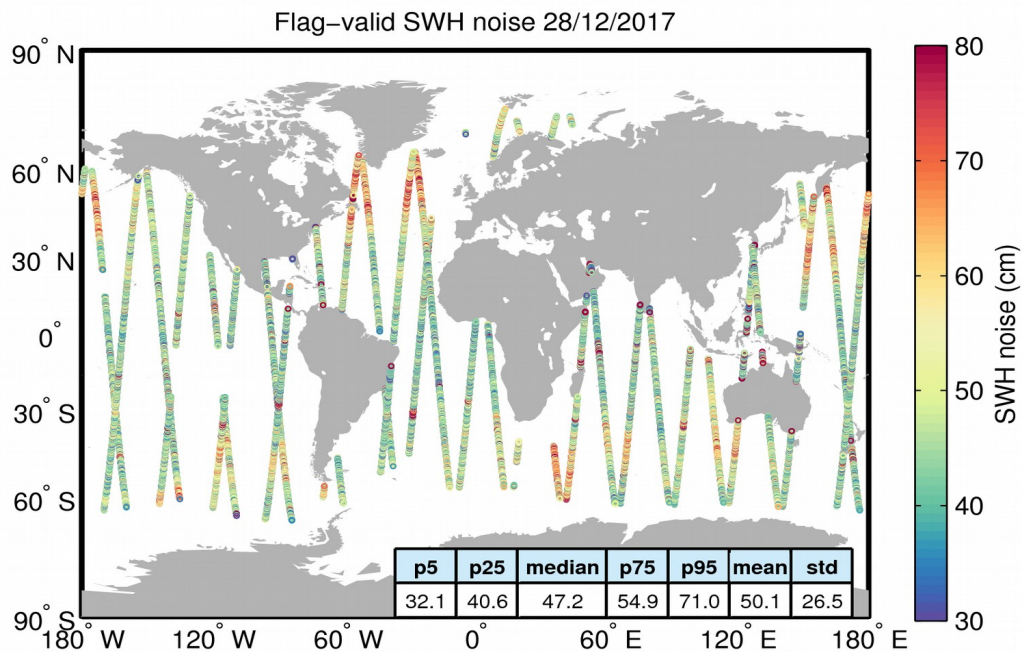 Flag−valid SWH noise 28/12/2017
90° N
60° N
30° N
0°
30° S
60° S
90° S
180° W
120° W
60° W
0°
60° E
120° E
180° E
p5 p25 median p75 p95 mean std
32.1 40.6 47.2 54.9 71.0 50.1 26.5
80
70
60
50
40
30
SWH noise (cm)